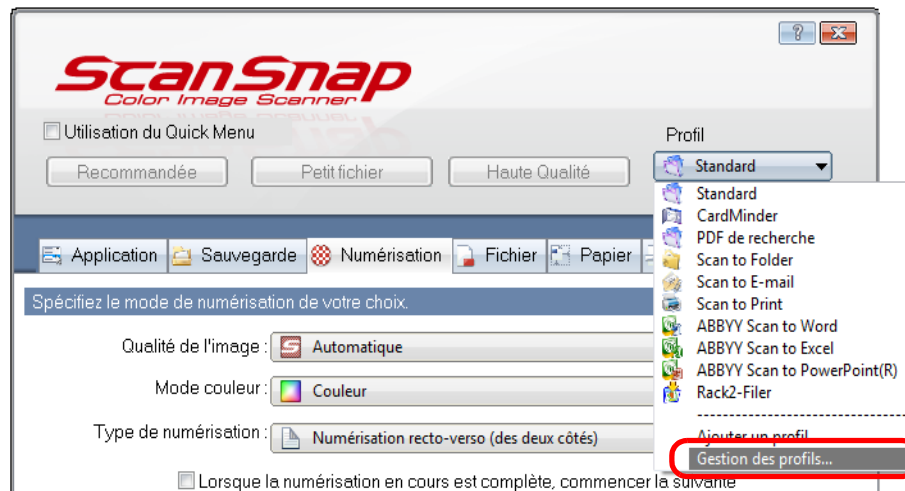 ScanSnap
Color Image Scanner
Utilisation du Quick Menu
Profil
Recommandée
Petit fichier
Haute Qualité
Standard
Standard
CardMinder
PDF de recherche
Scan to Folder
Scan to E-mail
Scan to Print
ABBYY Scan to Word
ABBYY Scan to Excel
ABBYY Scan to PowerPoint(R)
Rack2-Filer
Ajouter un profil
Gestion des profils...
Application
Sauvegarde
Numérisation
Fichier
Papier
Spécifiez le mode de numérisation de votre choix.
Qualité de l'image : Automatique
Mode couleur : Couleur
Type de numérisation : Numérisation recto-verso (des deux côtés)
Lorsque la numérisation en cours est complète, commencer la suivante